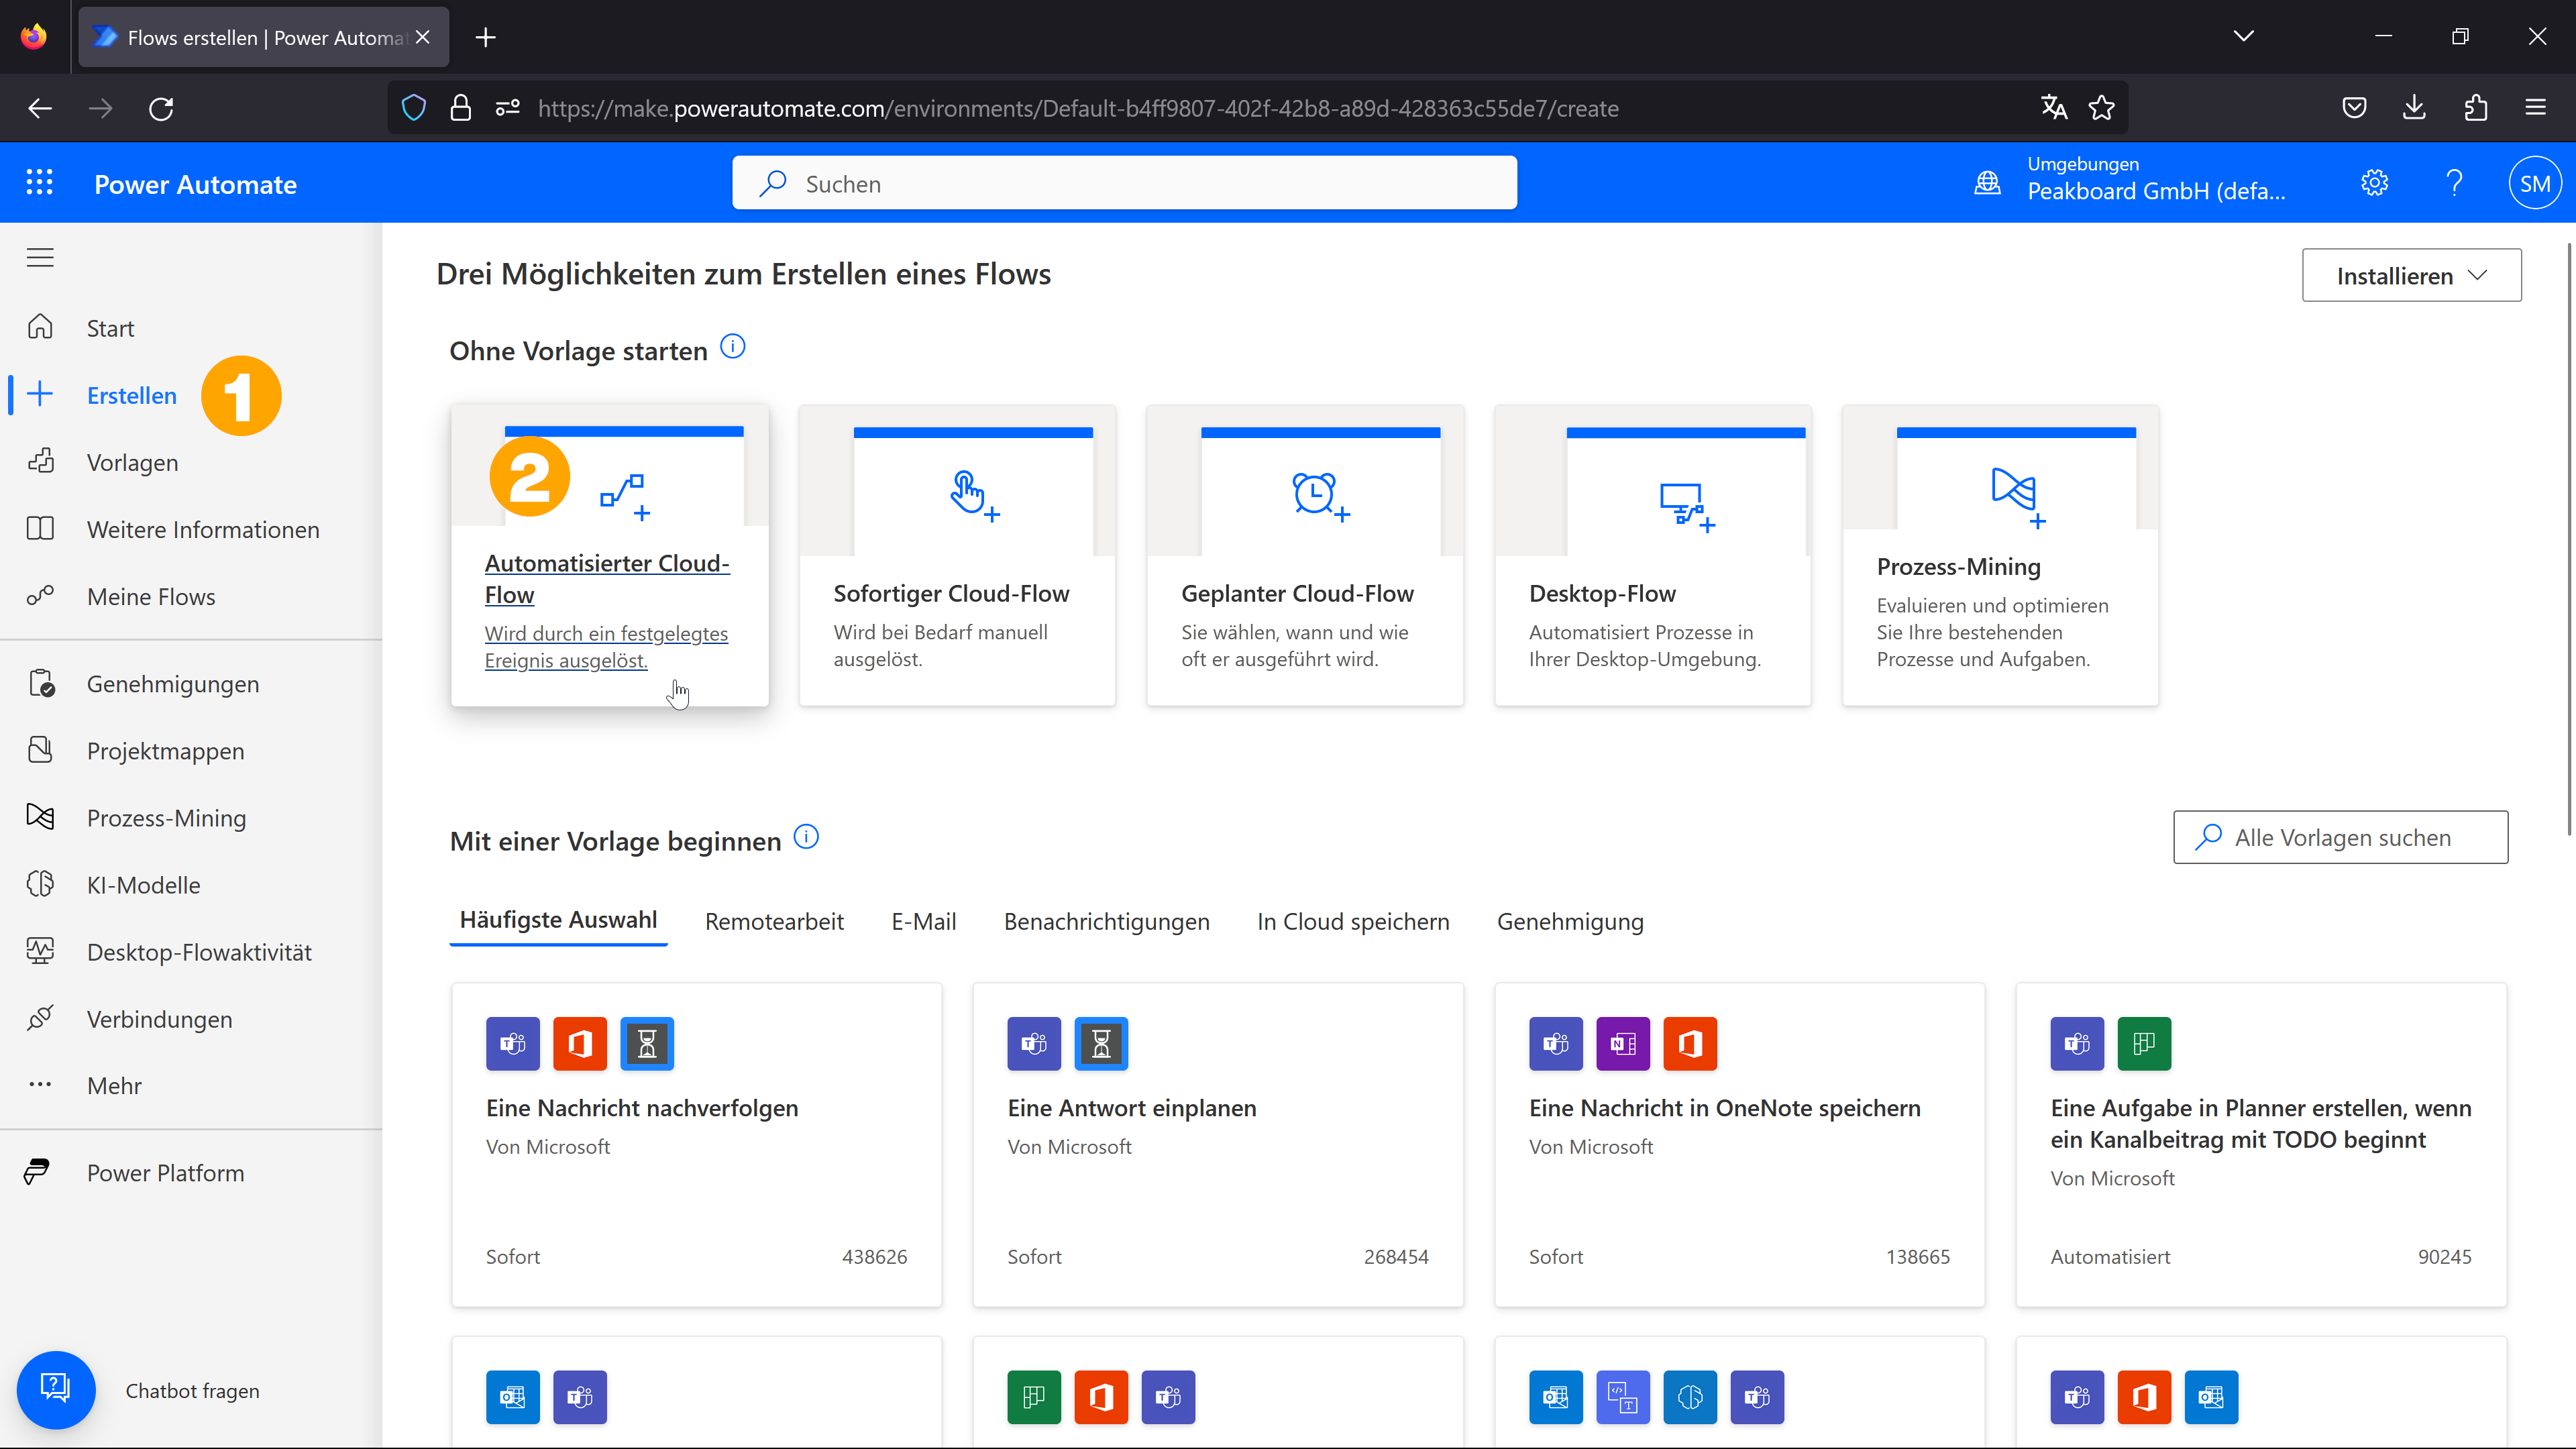 Flows erstellen | Power Automat
https://make.powerautomate.com/environments/Default-b4ff9807-402f-42b8-a89d-428363c55de7/create
Power Automate
Suchen
Umgebungen
Peakboard GmbH (defa...
SM
Start
Erstellen
1
Vorlagen
Weitere Informationen
Meine Flows
Genehmigungen
Projektmappen
Prozess-Mining
KI-Modelle
Desktop-Flowaktivität
Verbindungen
Mehr
Power Platform
Chatbot fragen
Drei Möglichkeiten zum Erstellen eines Flows
Installieren
Ohne Vorlage starten
2
Automatisierter Cloud-
Flow
Wird durch ein festgelegtes
Ereignis ausgelöst.
Sofortiger Cloud-Flow
Wird bei Bedarf manuell
ausgelöst.
Geplanter Cloud-Flow
Sie wählen, wann und wie
oft er ausgeführt wird.
Desktop-Flow
Automatisiert Prozesse in
Ihrer Desktop-Umgebung.
Prozess-Mining
Evaluieren und optimieren
Sie Ihre bestehenden
Prozesse und Aufgaben.
Mit einer Vorlage beginnen
Alle Vorlagen suchen
Häufigste Auswahl
Remotearbeit
E-Mail
Benachrichtigungen
In Cloud speichern
Genehmigung
Eine Nachricht nachverfolgen
Von Microsoft
Sofort
438626
Eine Antwort einplanen
Von Microsoft
Sofort
268454
Eine Nachricht in OneNote speichern
Von Microsoft
Sofort
138665
Eine Aufgabe in Planner erstellen, wenn
ein Kanalbeitrag mit TODO beginnt
Von Microsoft
Automatisiert
90245